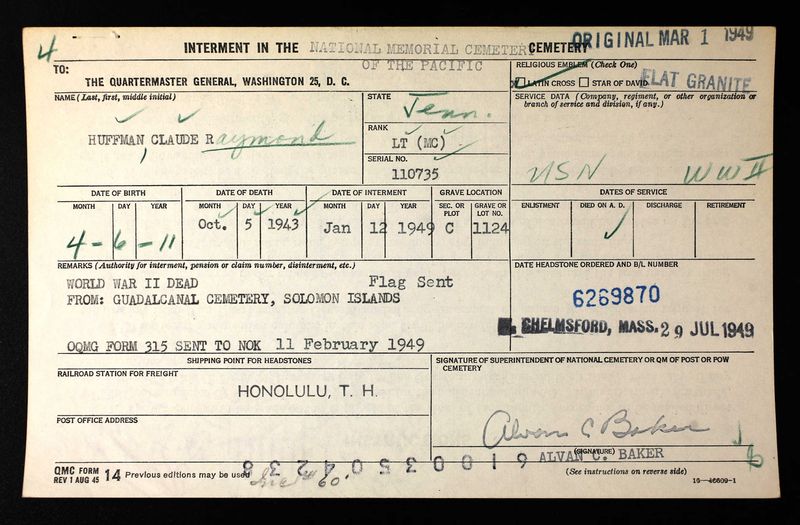 4
INTERMENT IN THE NATIONAL MEMORIAL CEMETERY CEMETERY
OF THE PACIFIC
ORIGINAL MAR 1 1949
TO:
THE QUARTERMASTER GENERAL, WASHINGTON 25, D. C.
RELIGIOUS EMBLEM (Check One)
LATIN CROSS STAR OF DAVID
FLAT GRANITE
NAME (Last, first, middle initial)
HUFFMAN, CLAUDE Raymond
STATE
Tenn.
RANK
LT (MC)
SERIAL NO.
110735
SERVICE DATA (Company, regiment, or other organization or
branch of service and division, if any.)
USN WW II
DATE OF BIRTH
MONTH DAY YEAR
4-6-11
DATE OF DEATH
MONTH DAY YEAR
Oct. 5 1943
DATE OF INTERMENT
MONTH DAY YEAR
Jan 12 1949
GRAVE LOCATION
SEC. OR PLOT
C
GRAVE OR LOT NO.
1124
DATES OF SERVICE
ENLISTMENT DIED ON A. D. DISCHARGE RETIREMENT
REMARKS (Authority for interment, pension or claim number, disinterment, etc.)
WORLD WAR II DEAD Flag Sent
FROM: GUADALCANAL CEMETERY, SOLOMON ISLANDS
OQMG FORM 315 SENT TO NOK 11 February 1949
DATE HEADSTONE ORDERED AND B/L NUMBER
6269870
CHELMSFORD, MASS. 29 JUL 1949
SHIPPING POINT FOR HEADSTONES
RAILROAD STATION FOR FREIGHT
HONOLULU, T. H.
POST OFFICE ADDRESS
SIGNATURE OF SUPERINTENDENT OF NATIONAL CEMETERY OR QM OF POST OR POW
CEMETERY
Alvan C Baker
(SIGNATURE)
ALVAN C. BAKER
(See instructions on reverse side)
QMC FORM
REV 1 AUG 45 14 Previous editions may be used
16—46609-1